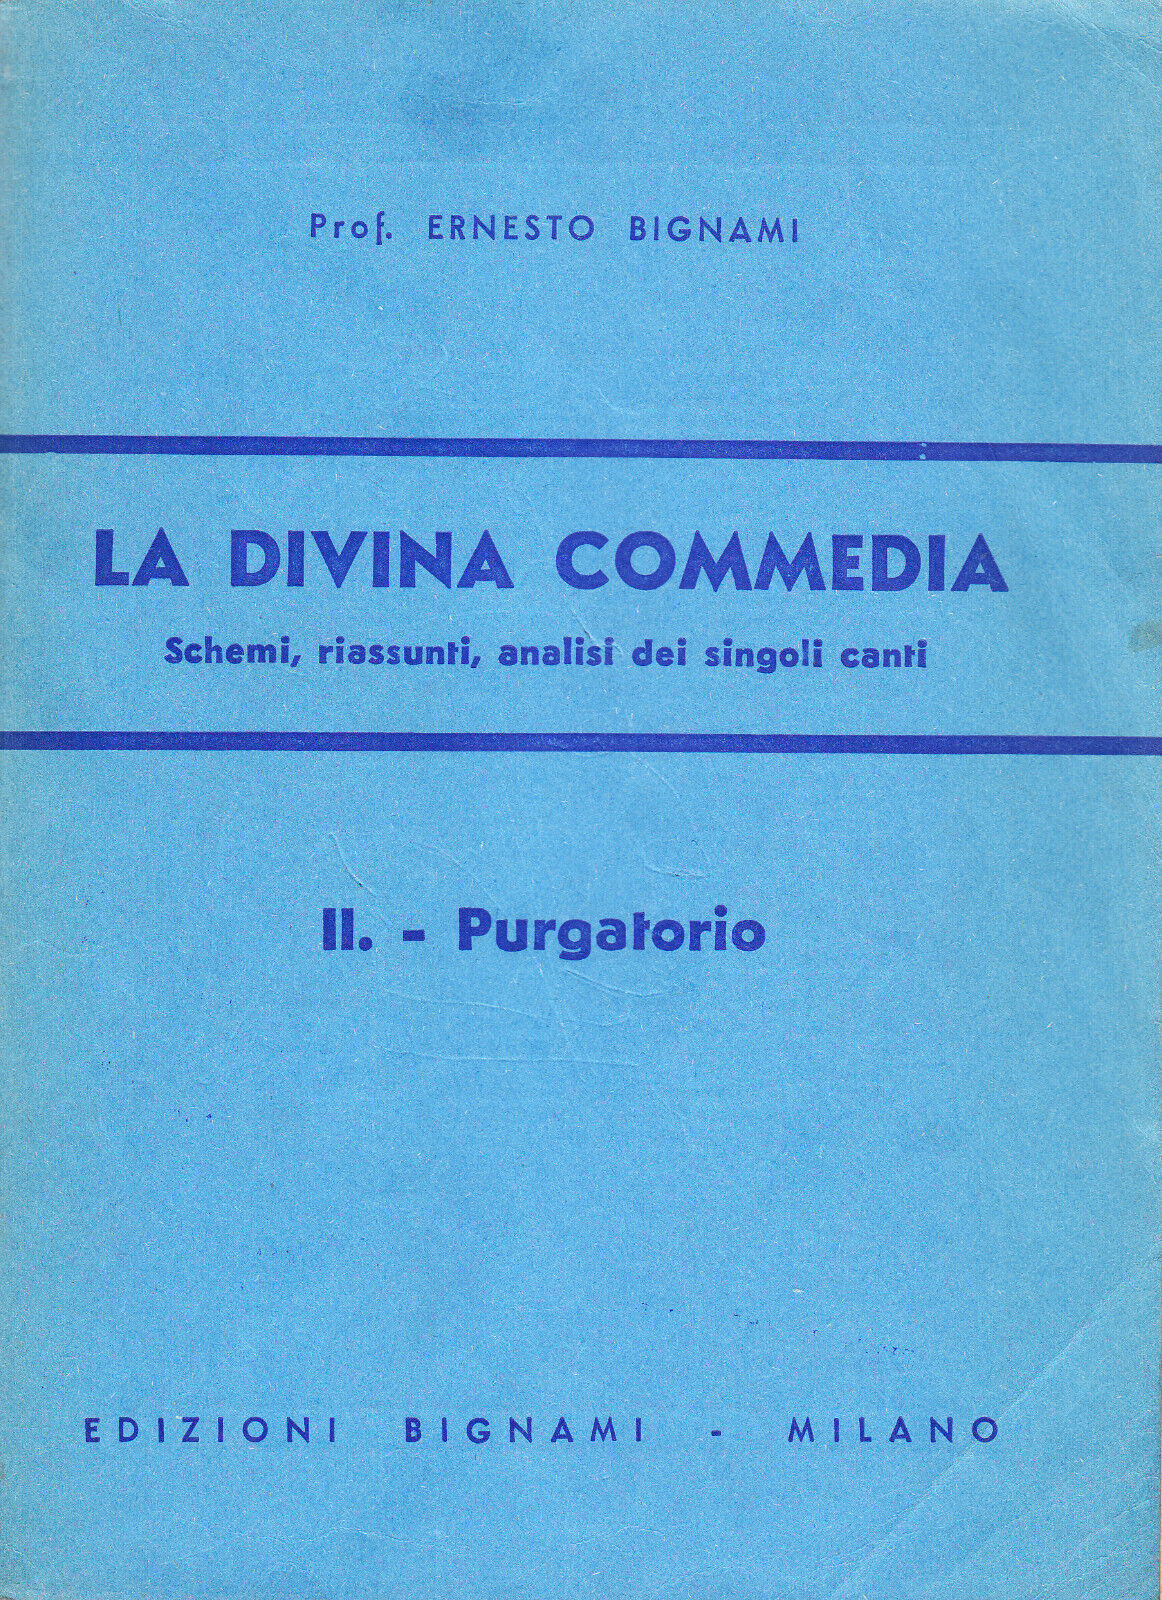 Prof. ERNESTO BIGNAMI
LA DIVINA COMMEDIA
Schemi, riassunti, analisi dei singoli canti
II. - Purgatorio
EDIZIONI BIGNAMI - MILANO